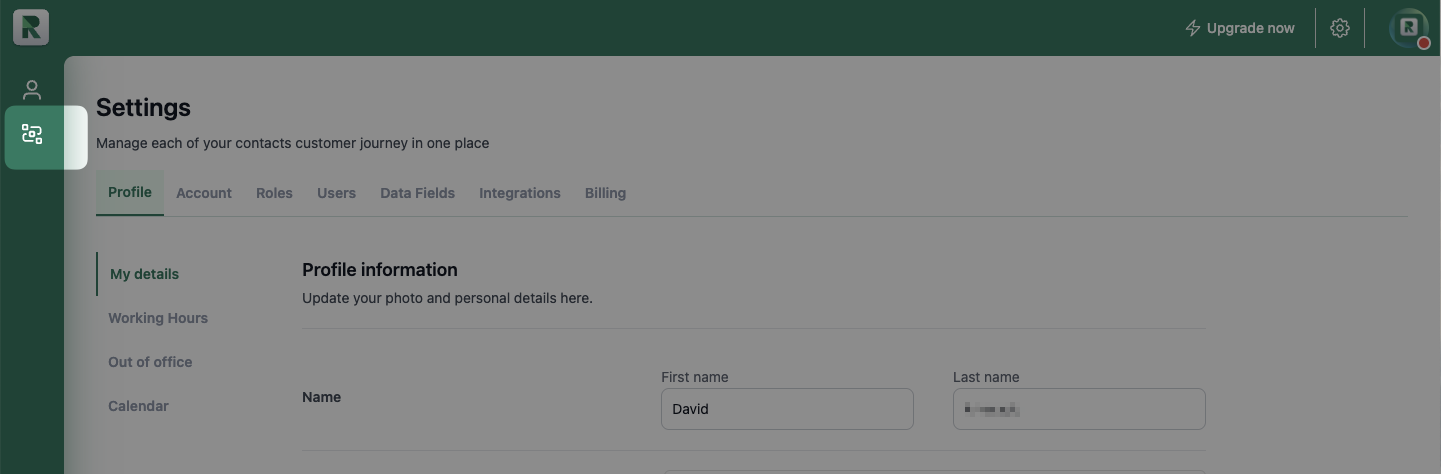 R
Upgrade now
R
Settings
Manage each of your contacts customer journey in one place
Profile Account Roles Users Data Fields Integrations Billing
My details
Working Hours
Out of office
Calendar
Profile information
Update your photo and personal details here.
Name
First name
David
Last name